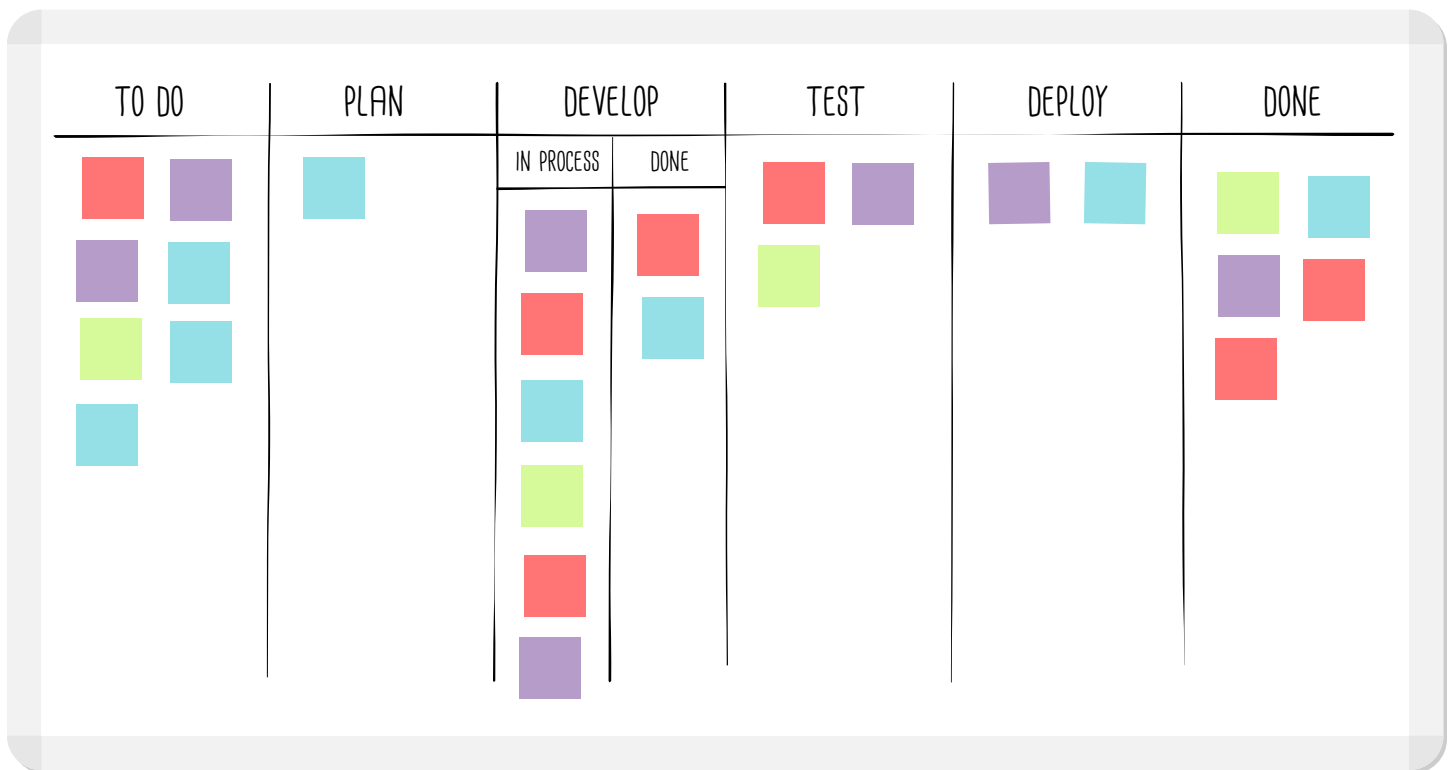 TO DO
PLAN
DEVELOP
TEST
DEPLOY
DONE
IN PROCESS
DONE